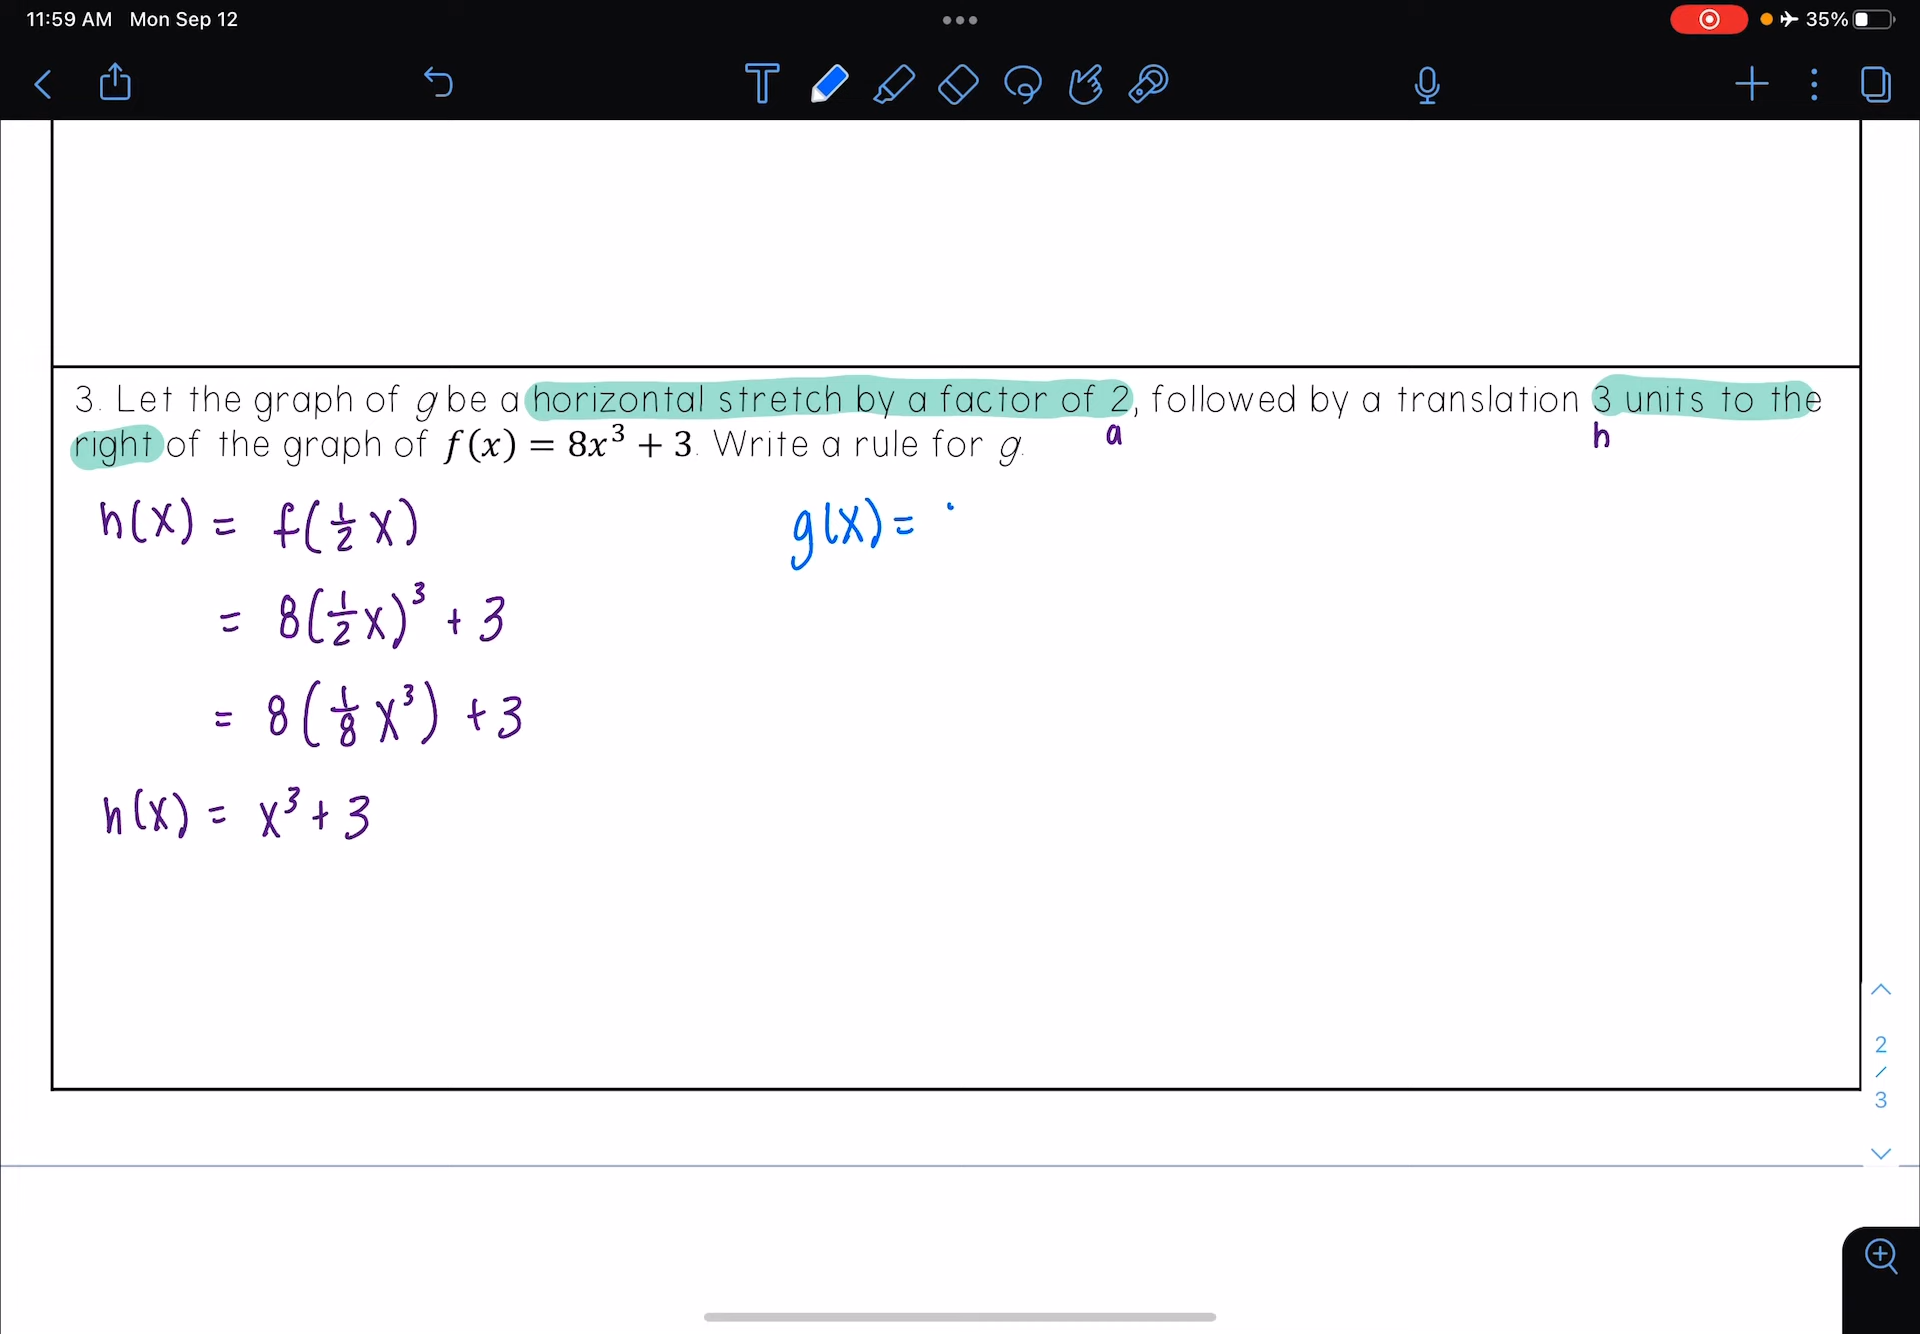 11:59 AM Mon Sep 12
35%
T
3. Let the graph of g be a horizontal stretch by a factor of 2, followed by a translation 3 units to the
right of the graph of f(x) = 8x³ + 3. Write a rule for g.
a
h
h(x) = f(½x)
g(x) =
= 8(½x)³ + 3
= 8(⅛x³) + 3
h(x) = x³ + 3
2
/
3